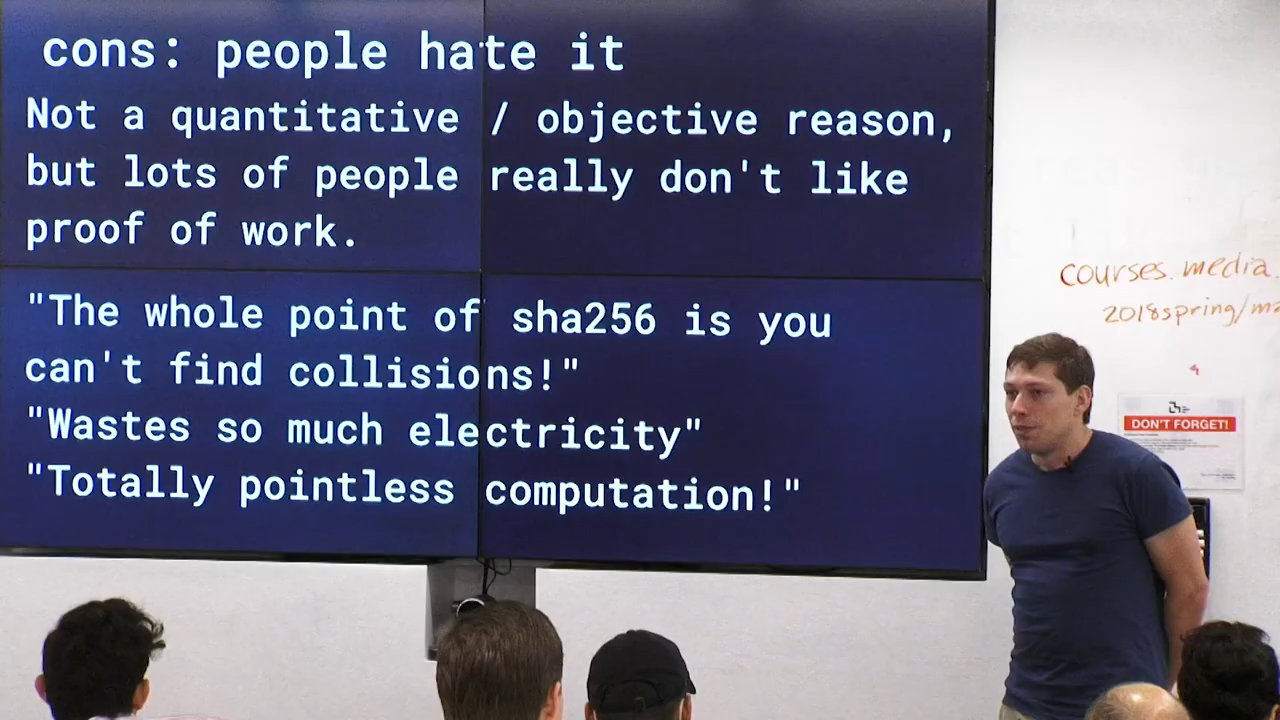 cons: people hate it
Not a quantitative / objective reason,
but lots of people really don't like
proof of work.
"The whole point of sha256 is you
can't find collisions!"
"Wastes so much electricity"
"Totally pointless computation!"
courses.media
2018spring/ma
DON'T FORGET!